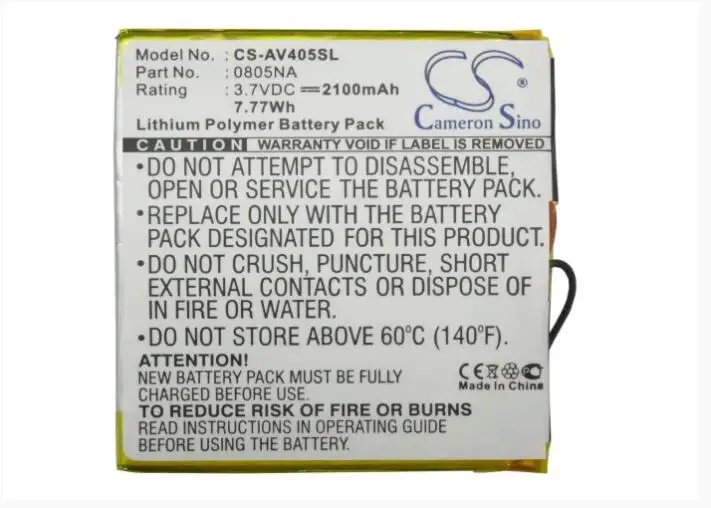 Model No. : CS-AV405SL
Part No. : 0805NA
Rating : 3.7VDC ⎓ 2100mAh
7.77Wh
Lithium Polymer Battery Pack
CS
Cameron Sino
CAUTION WARRANTY VOID IF LABEL IS REMOVED
•DO NOT ATTEMPT TO DISASSEMBLE,
OPEN OR SERVICE THE BATTERY PACK.
•REPLACE ONLY WITH THE BATTERY
PACK DESIGNATED FOR THIS PRODUCT.
•DO NOT CRUSH, PUNCTURE, SHORT
EXTERNAL CONTACTS OR DISPOSE OF
IN FIRE OR WATER.
•DO NOT STORE ABOVE 60°C (140°F).
ATTENTION!
NEW BATTERY PACK MUST BE FULLY
CHARGED BEFORE USE.
TO REDUCE RISK OF FIRE OR BURNS
READ INSTRUCTIONS IN OPERATING GUIDE
BEFORE USING THE BATTERY.
CE
Made In China